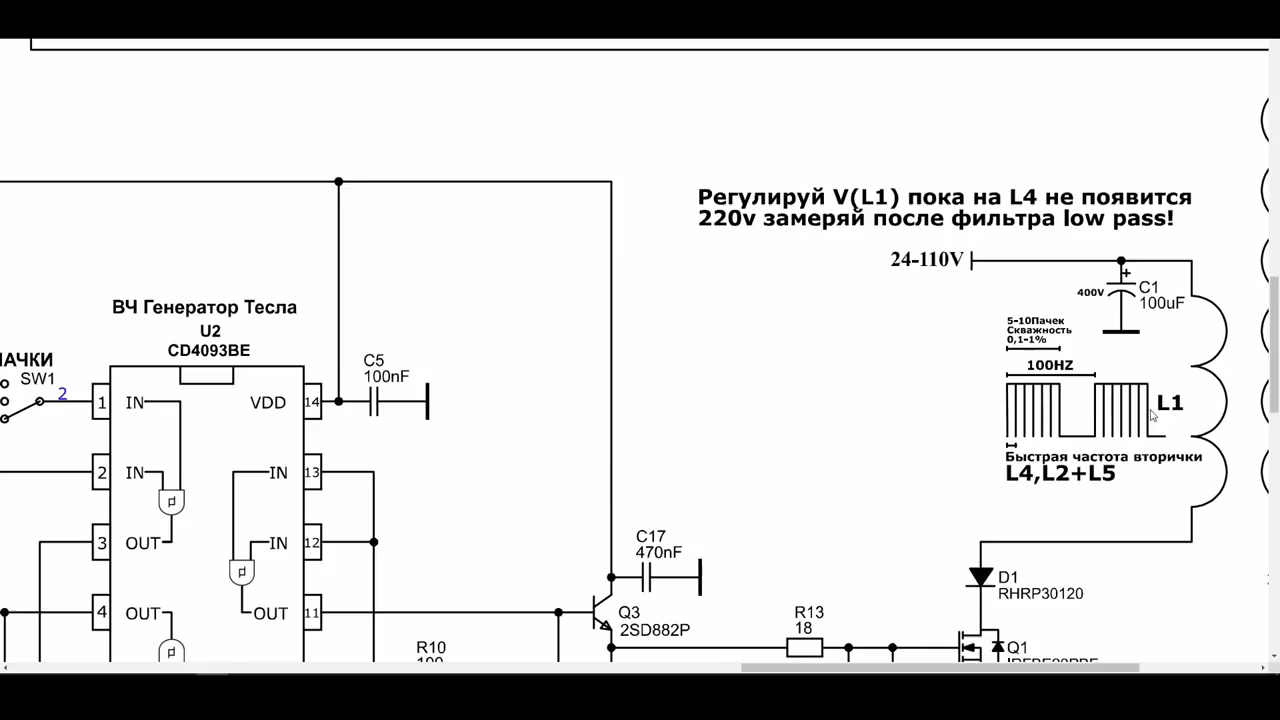 Регулируй V(L1) пока на L4 не появится
220v замеряй после фильтра low pass!
24-110V
+
400V
C1
100uF
5-10Пачек
Скважность
0,1-1%
100HZ
L1
Быстрая частота вторички
L4,L2+L5
ВЧ Генератор Тесла
U2
CD4093BE
АЧКИ
SW1
2
C5
100nF
1
IN
VDD
14
2
IN
IN
13
3
OUT
IN
12
4
OUT
OUT
11
C17
470nF
Q3
2SD882P
R10
R13
18
D1
RHRP30120
Q1